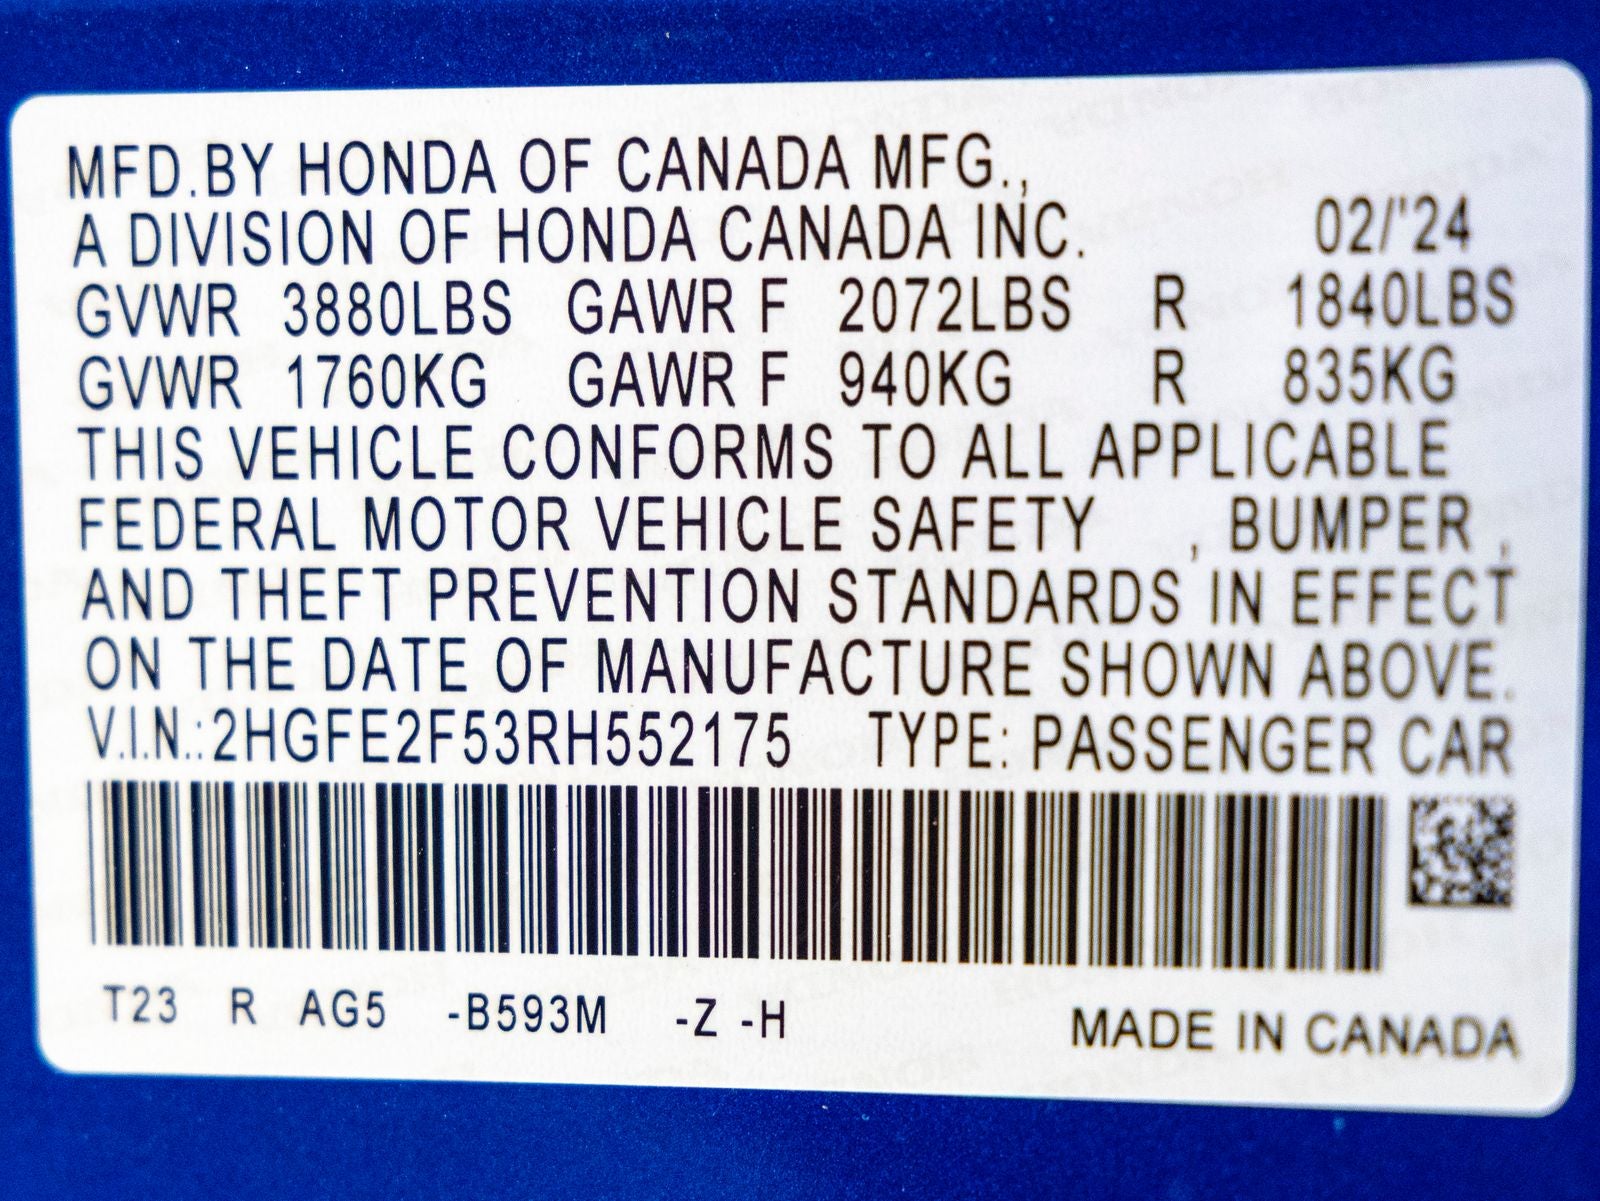 MFD.BY HONDA OF CANADA MFG.,
A DIVISION OF HONDA CANADA INC. 02/'24
GVWR 3880LBS GAWR F 2072LBS R 1840LBS
GVWR 1760KG GAWR F 940KG R 835KG
THIS VEHICLE CONFORMS TO ALL APPLICABLE
FEDERAL MOTOR VEHICLE SAFETY , BUMPER ,
AND THEFT PREVENTION STANDARDS IN EFFECT
ON THE DATE OF MANUFACTURE SHOWN ABOVE.
V.I.N.:2HGFE2F53RH552175 TYPE: PASSENGER CAR
T23 R AG5 -B593M -Z -H MADE IN CANADA